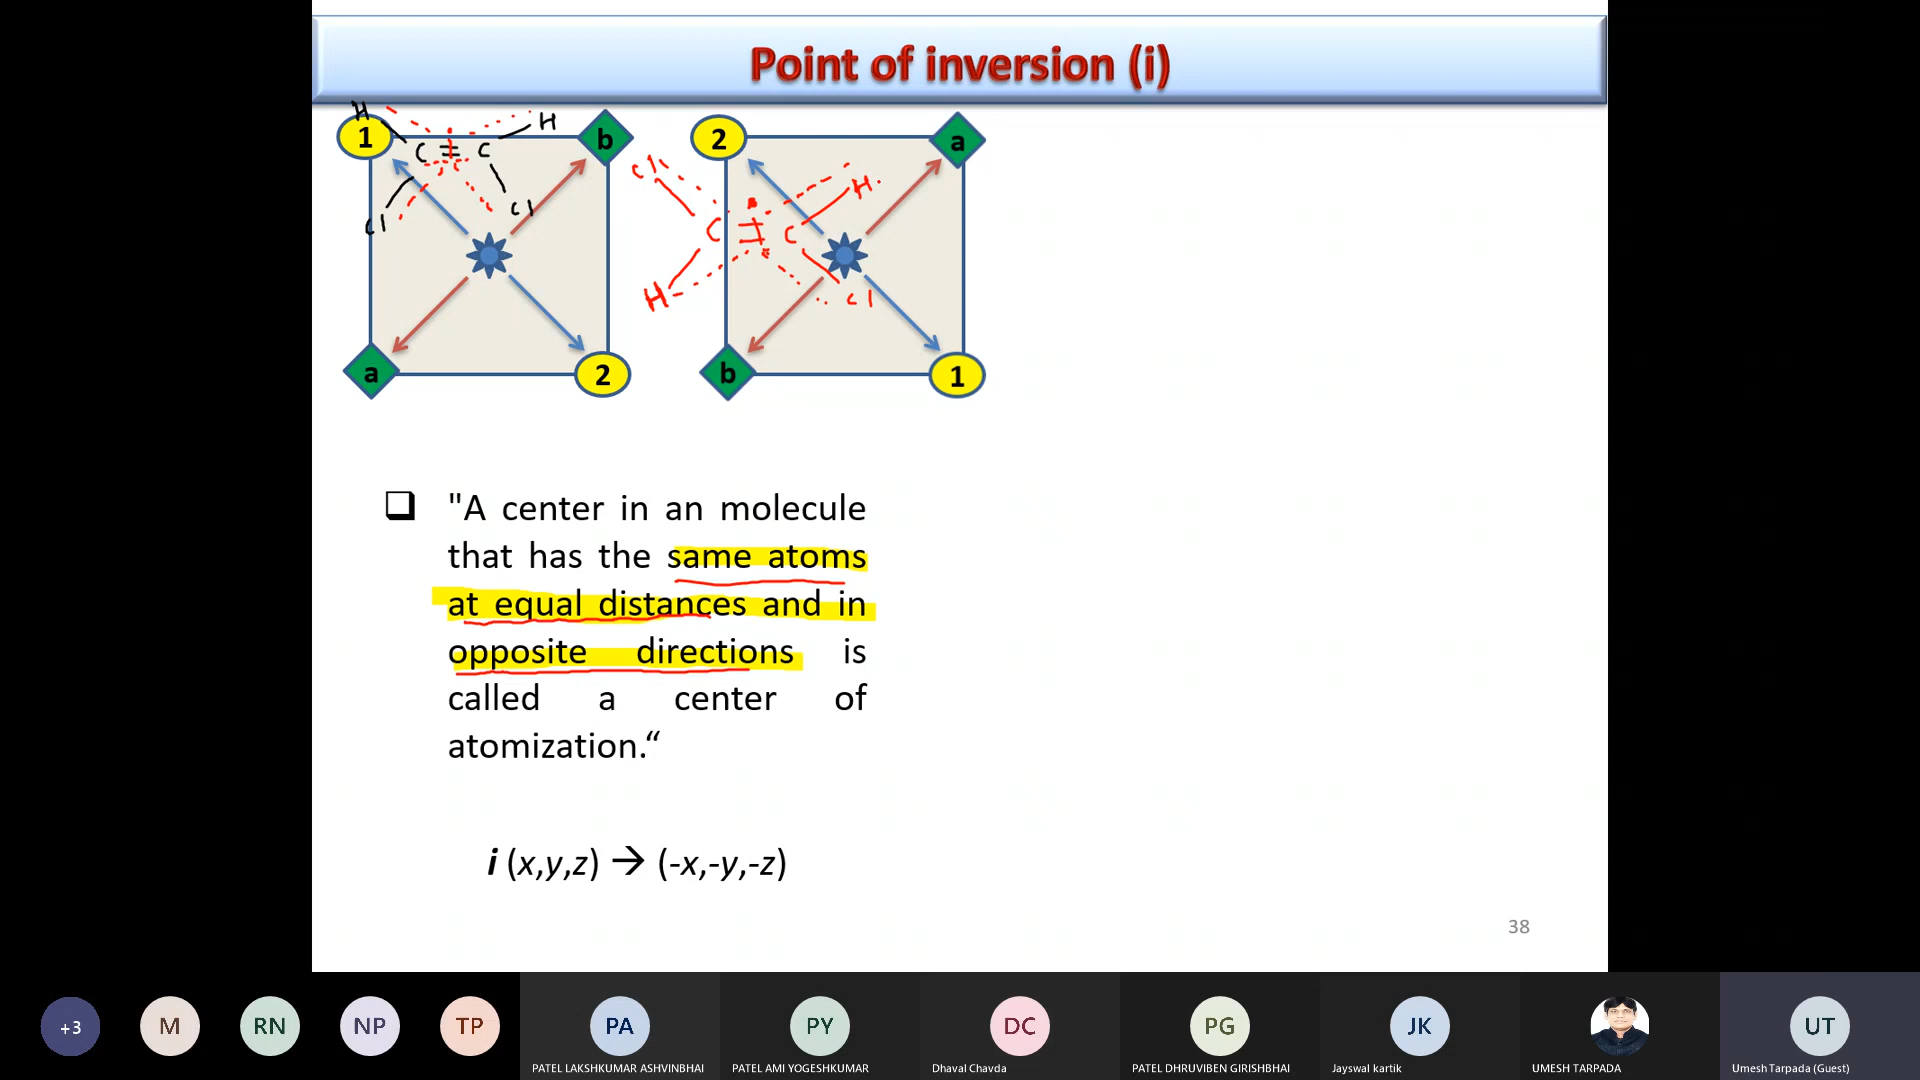 Point of inversion (i)
H
1
C = C
H
b
Cl
Cl
a
2
2
a
Cl
H
C = C
H
Cl
b
1
"A center in an molecule
that has the same atoms
at equal distances and in
opposite directions is
called a center of
atomization.“
i (x,y,z) → (-x,-y,-z)
38
+3
M
RN
NP
TP
PA
PY
DC
PG
JK
UT
PATEL LAKSHKUMAR ASHVINBHAI
PATEL AMI YOGESHKUMAR
Dhaval Chavda
PATEL DHRUVIBEN GIRISHBHAI
Jayswal kartik
UMESH TARPADA
Umesh Tarpada (Guest)